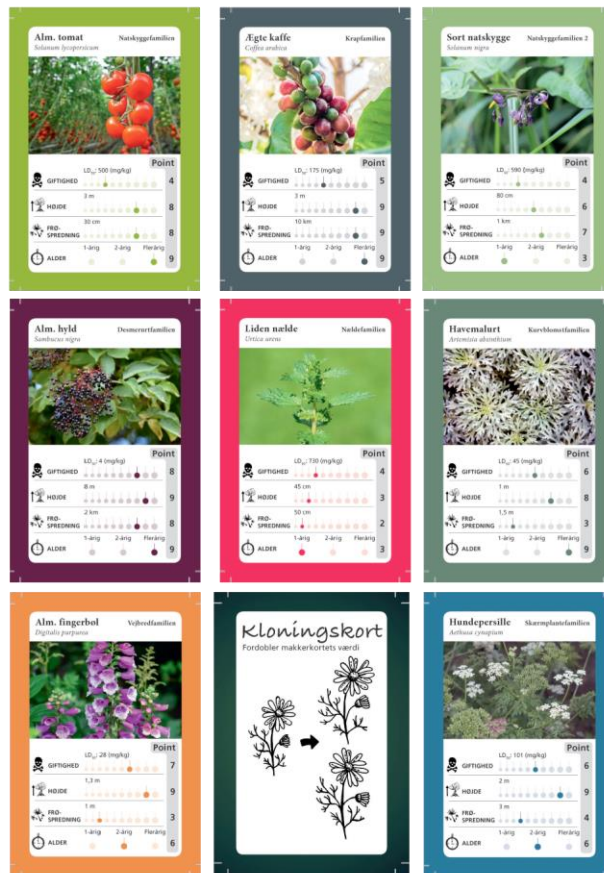 Alm. tomat Natskyggefamilien
Solanum lycopersicum
Point
LD50: 500 (mg/kg)
GIFTIGHED 4
3 m
HØJDE 8
30 cm
FRØ-
SPREDNING 8
1-årig 2-årig Flerårig
ALDER 9
Ægte kaffe Krapfamilien
Coffea arabica
Point
LD50: 175 (mg/kg)
GIFTIGHED 5
3 m
HØJDE 9
10 km
FRØ-
SPREDNING 9
1-årig 2-årig Flerårig
ALDER 9
Sort natskygge Natskyggefamilien 2
Solanum nigra
Point
LD50: 590 (mg/kg)
GIFTIGHED 4
80 cm
HØJDE 6
1 km
FRØ-
SPREDNING 7
1-årig 2-årig Flerårig
ALDER 3
Alm. hyld Desmerurtfamilien
Sambucus nigra
Point
LD50: 4 (mg/kg)
GIFTIGHED 8
8 m
HØJDE 9
2 km
FRØ-
SPREDNING 8
1-årig 2-årig Flerårig
ALDER 9
Liden nælde Nældefamilien
Urtica urens
Point
LD50: 730 (mg/kg)
GIFTIGHED 4
45 cm
HØJDE 3
50 cm
FRØ-
SPREDNING 2
1-årig 2-årig Flerårig
ALDER 3
Havemalurt Kurvblomstfamilien
Artemisia absinthium
Point
LD50: 45 (mg/kg)
GIFTIGHED 6
1 m
HØJDE 8
1,5 m
FRØ-
SPREDNING 3
1-årig 2-årig Flerårig
ALDER 9
Alm. fingerbøl Vejbredfamilien
Digitalis purpurea
Point
LD50: 28 (mg/kg)
GIFTIGHED 7
1,3 m
HØJDE 9
1 m
FRØ-
SPREDNING 3
1-årig 2-årig Flerårig
ALDER 6
Kloningskort
Fordobler makkerkortets værdi
Hundepersille Skærmplantefamilien
Aethusa cynapium
Point
LD50: 101 (mg/kg)
GIFTIGHED 6
2 m
HØJDE 9
3 m
FRØ-
SPREDNING 4
1-årig 2-årig Flerårig
ALDER 6